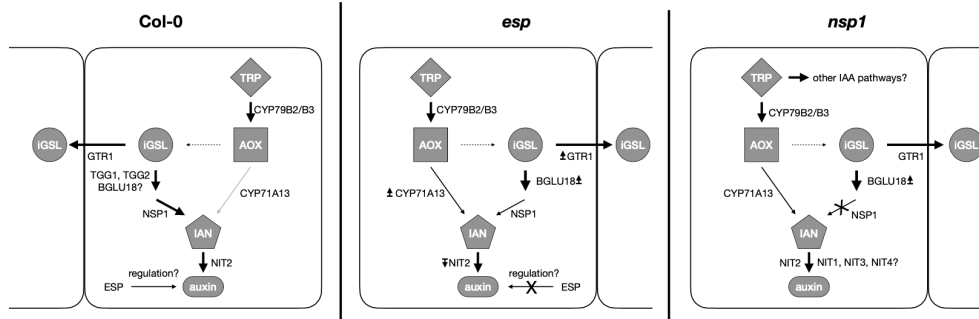 Col-0
TRP
CYP79B2/B3
iGSL
iGSL
AOX
GTR1
TGG1, TGG2
BGLU18?
CYP71A13
NSP1
IAN
NIT2
regulation?
ESP
auxin
esp
TRP
CYP79B2/B3
AOX
iGSL
iGSL
GTR1
BGLU18
CYP71A13
NSP1
IAN
NIT2
regulation?
auxin
ESP
nsp1
TRP
other IAA pathways?
CYP79B2/B3
AOX
iGSL
iGSL
GTR1
BGLU18
CYP71A13
NSP1
IAN
NIT2
NIT1, NIT3, NIT4?
auxin